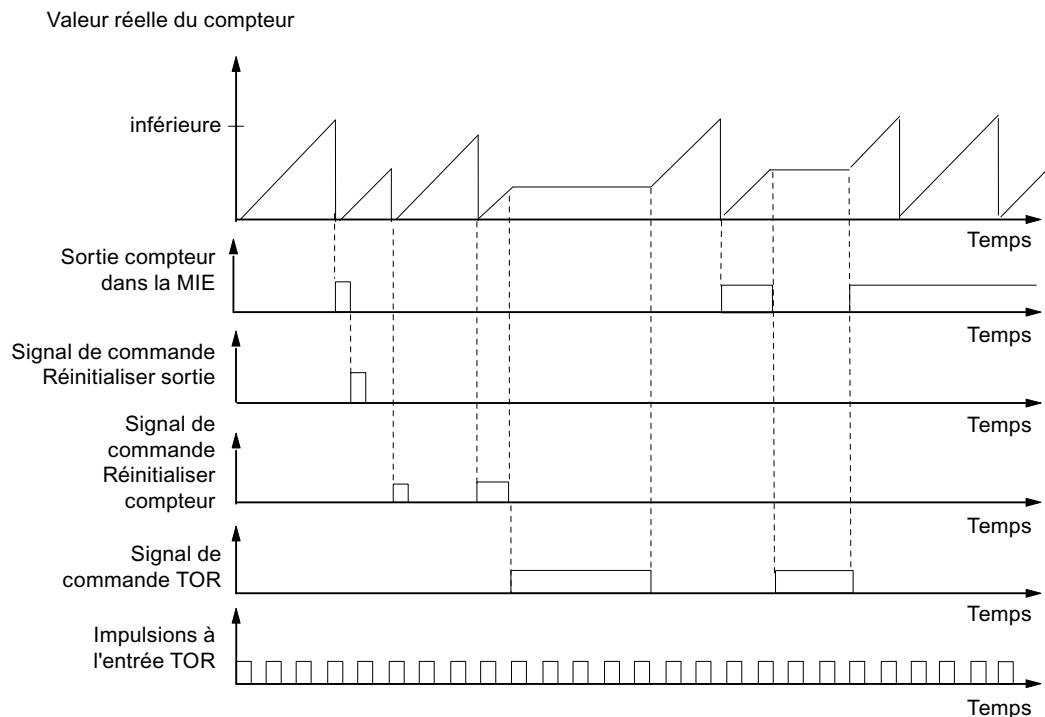 Valeur réelle du compteur
inférieure
Temps
Sortie compteur
dans la MIE
Temps
Signal de commande
Réinitialiser sortie
Temps
Signal de
commande
Réinitialiser
compteur
Temps
Signal de
commande TOR
Temps
Impulsions à
l'entrée TOR
Temps